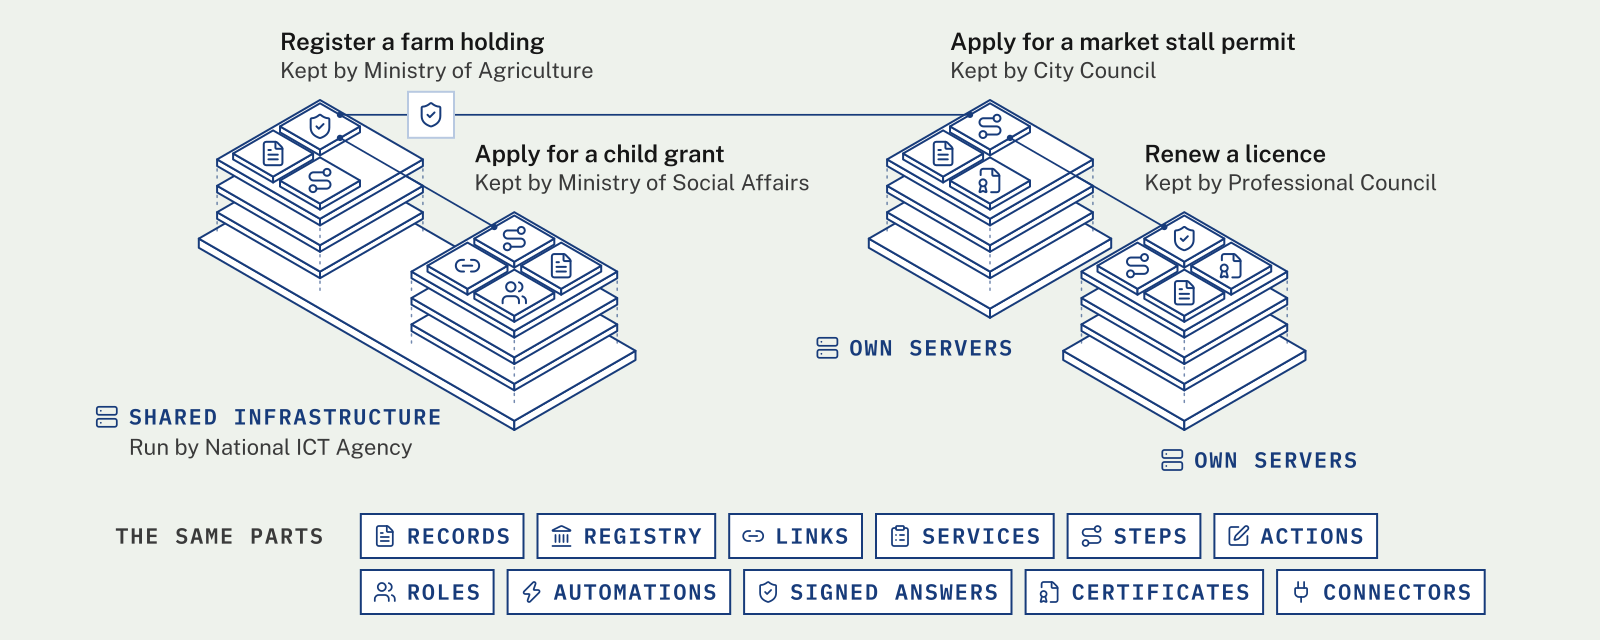 Register a farm holding
Kept by Ministry of Agriculture
Apply for a market stall permit
Kept by City Council
Apply for a child grant
Kept by Ministry of Social Affairs
Renew a licence
Kept by Professional Council
OWN SERVERS
SHARED INFRASTRUCTURE
Run by National ICT Agency
OWN SERVERS
THE SAME PARTS
RECORDS
REGISTRY
LINKS
SERVICES
STEPS
ACTIONS
ROLES
AUTOMATIONS
SIGNED ANSWERS
CERTIFICATES
CONNECTORS